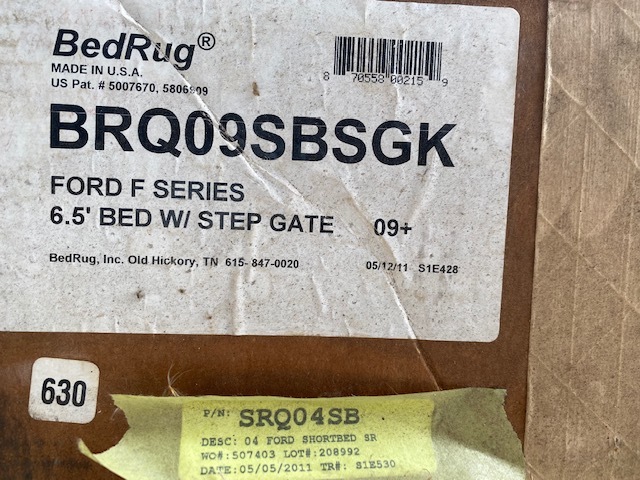 BedRug®
MADE IN U.S.A.
US Pat. # 5007670, 5806909
8 70558 00215 9
BRQ09SBSGK
FORD F SERIES
6.5' BED W/ STEP GATE 09+
BedRug, Inc. Old Hickory, TN 615- 847-0020 05/12/11 S1E428
630
P/N: SRQ04SB
DESC: 04 FORD SHORTBED SR
WO#:507403 LOT#:208992
DATE:05/05/2011 TR#: S1E530